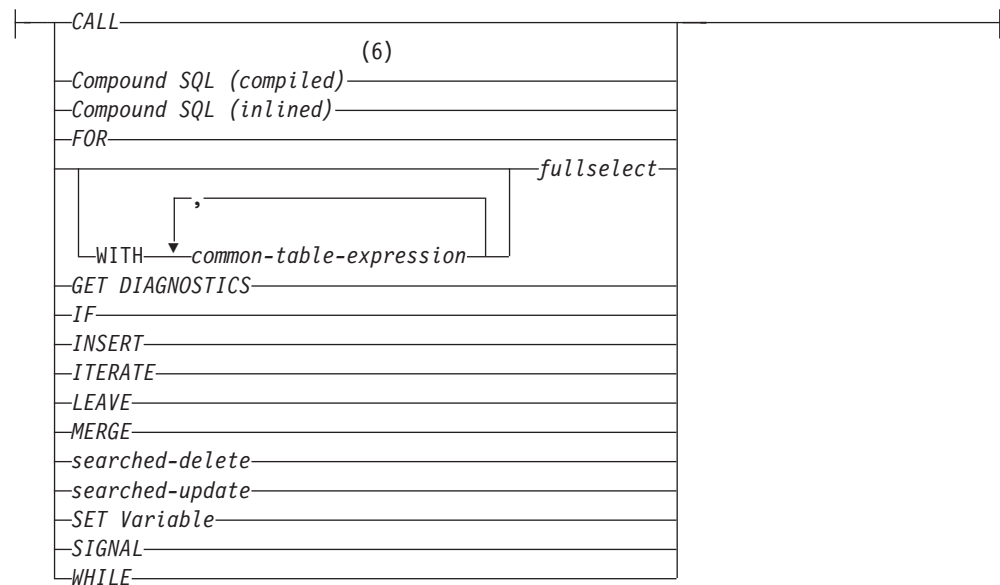 CALL
(6)
Compound SQL (compiled)
Compound SQL (inlined)
FOR
fullselect
,
WITH common-table-expression
GET DIAGNOSTICS
IF
INSERT
ITERATE
LEAVE
MERGE
searched-delete
searched-update
SET Variable
SIGNAL
WHILE